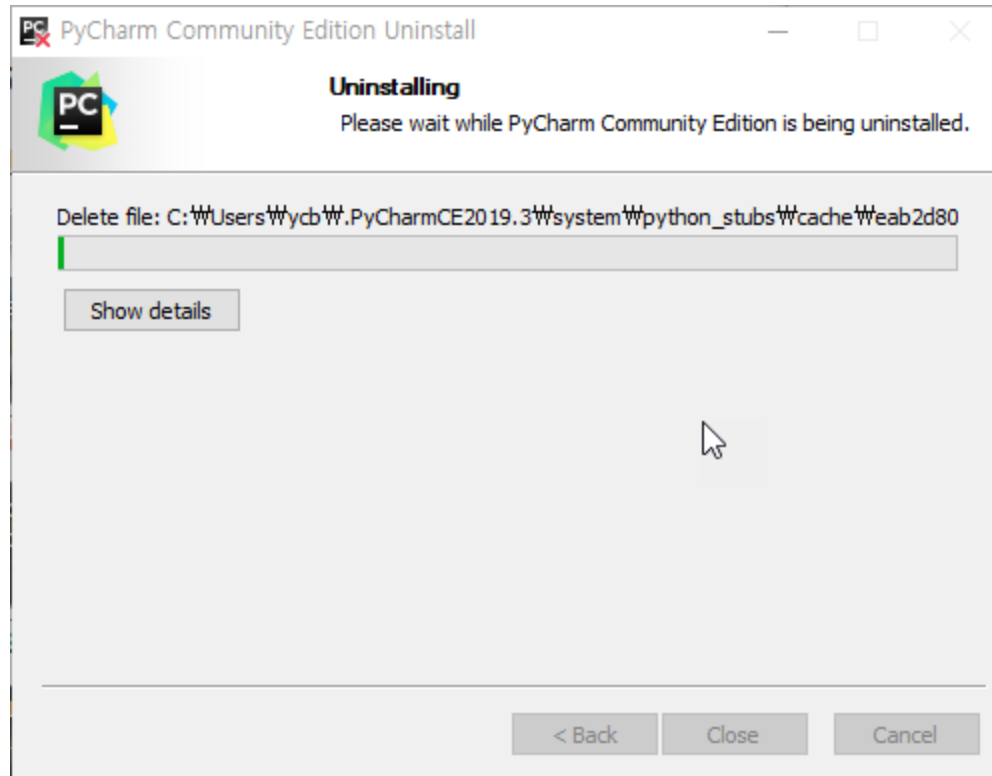 PC PyCharm Community Edition Uninstall
PC
Uninstalling
Please wait while PyCharm Community Edition is being uninstalled.
Delete file: C:₩Users₩ycb₩.PyCharmCE2019.3₩system₩python_stubs₩cache₩eab2d80
Show details
< Back Close Cancel